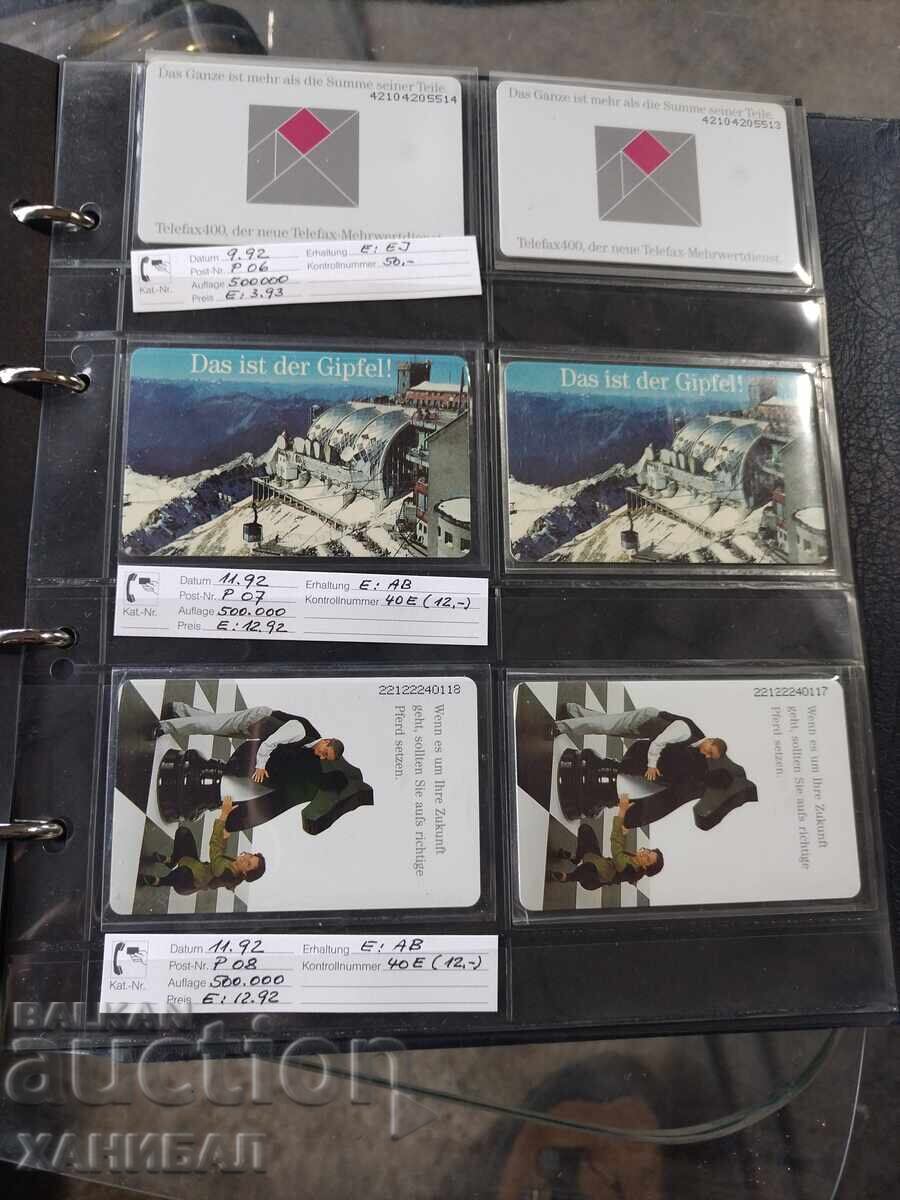 Das Ganze ist mehr als die Summe seiner Teile.
42104205514
Telefax400, der neue Telefax-Mehrwertdienst.
Das Ganze ist mehr als die Summe seiner Teile.
42104205513
Telefax400, der neue Telefax-Mehrwertdienst.
Datum 9.92 Erhaltung E: EJ
Post-Nr. P 06 Kontrollnummer 50,-
Kat.-Nr. Auflage 500000
Preis E: 3.93
Das ist der Gipfel!
Das ist der Gipfel!
Datum 11.92 Erhaltung E: AB
Post-Nr. P 07 Kontrollnummer 40E (12,-)
Kat.-Nr. Auflage 500.000
Preis E: 12.92
22122240118
Wenn es um Ihre Zukunft
geht, sollten Sie aufs richtige
Pferd setzen.
22122240117
Wenn es um Ihre Zukunft
geht, sollten Sie aufs richtige
Pferd setzen.
Datum 11.92 Erhaltung E: AB
Post-Nr. P 08 Kontrollnummer 40E (12,-)
Kat.-Nr. Auflage 500.000
Preis E: 12.92
BALKAN
auction
ХАНИБАЛ